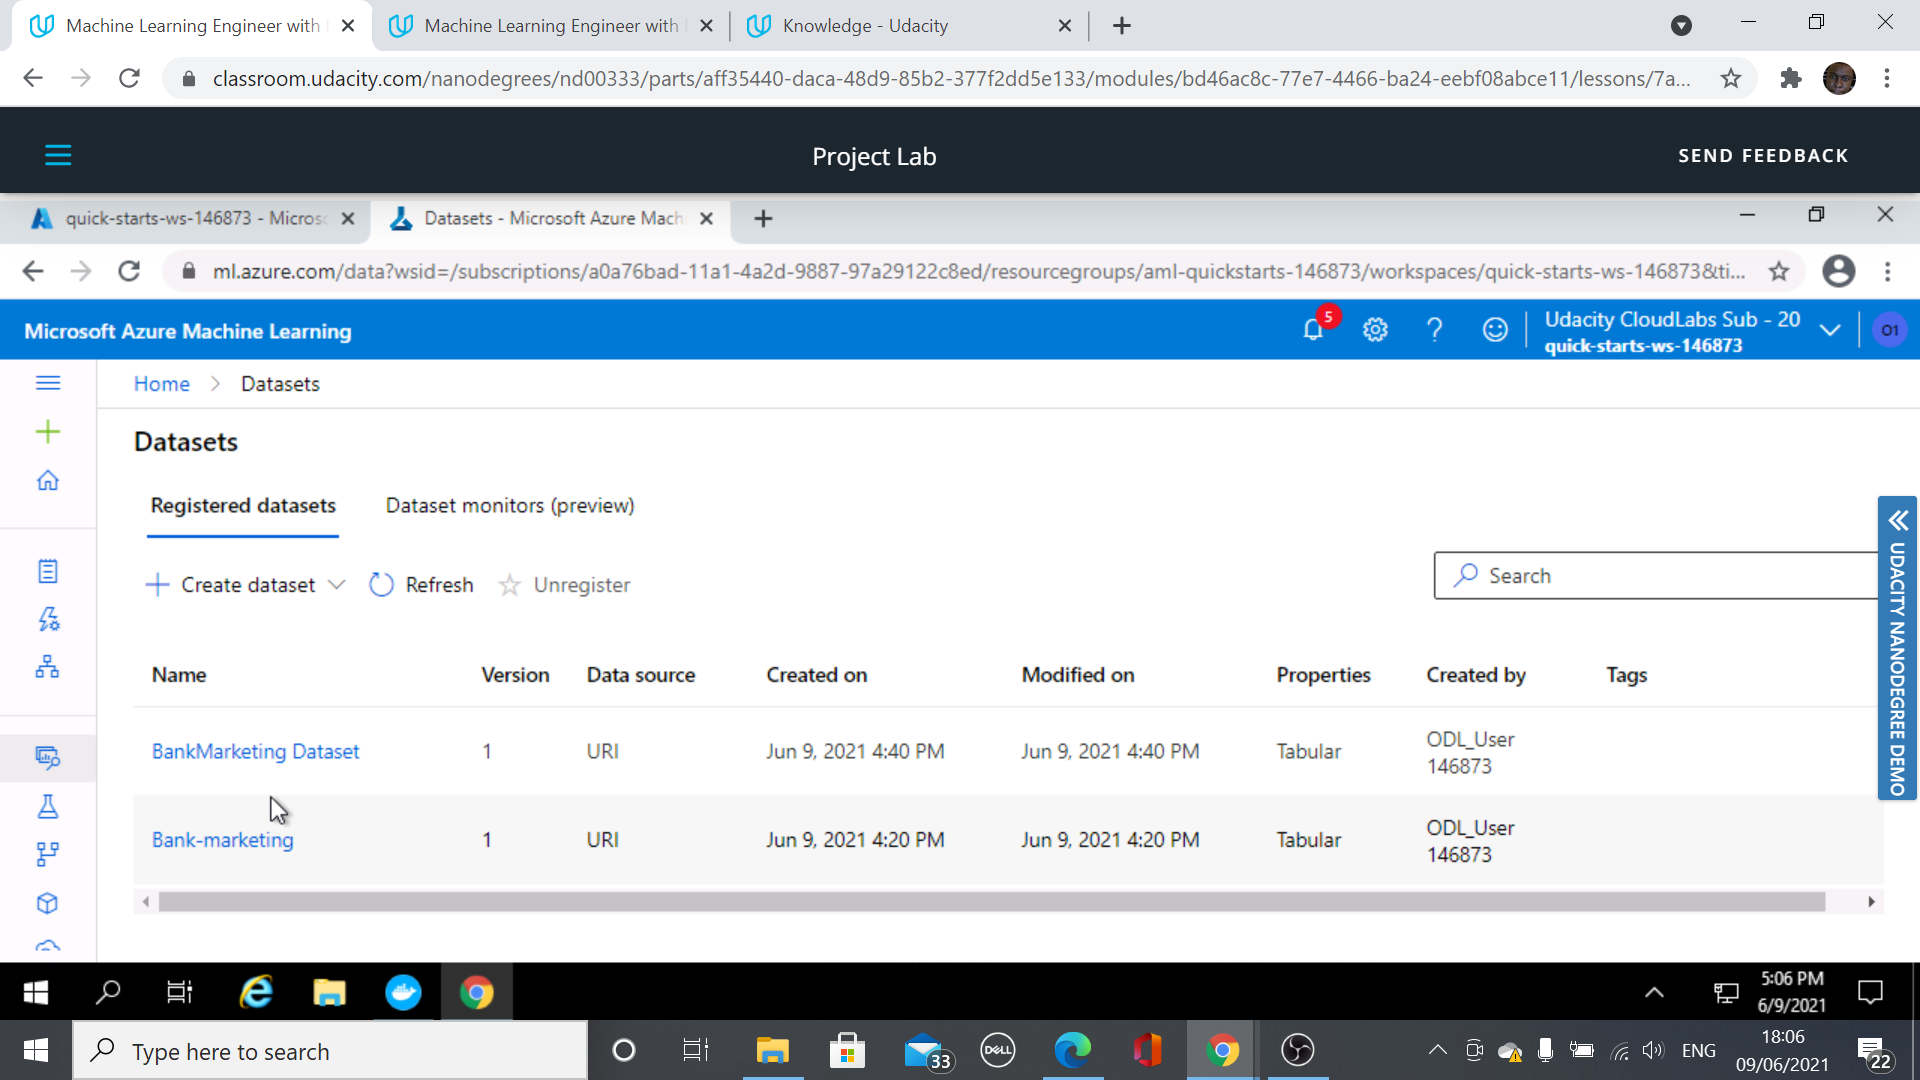 Machine Learning Engineer with
Machine Learning Engineer with
Knowledge - Udacity
classroom.udacity.com/nanodegrees/nd00333/parts/aff35440-daca-48d9-85b2-377f2dd5e133/modules/bd46ac8c-77e7-4466-ba24-eebf08abce11/lessons/7a...
Project Lab
SEND FEEDBACK
quick-starts-ws-146873 - Micros
Datasets - Microsoft Azure Mach
ml.azure.com/data?wsid=/subscriptions/a0a76bad-11a1-4a2d-9887-97a29122c8ed/resourcegroups/aml-quickstarts-146873/workspaces/quick-starts-ws-146873&ti...
Microsoft Azure Machine Learning
5
Udacity CloudLabs Sub - 20
quick-starts-ws-146873
O1
Home > Datasets
Datasets
Registered datasets
Dataset monitors (preview)
Create dataset
Refresh
Unregister
Search
UDACITY NANODEGREE DEMO
Name Version Data source Created on Modified on Properties Created by Tags
BankMarketing Dataset 1 URI Jun 9, 2021 4:40 PM Jun 9, 2021 4:40 PM Tabular ODL_User
146873
Bank-marketing 1 URI Jun 9, 2021 4:20 PM Jun 9, 2021 4:20 PM Tabular ODL_User
146873
5:06 PM
6/9/2021
Type here to search
33
DELL
ENG
18:06
09/06/2021
22